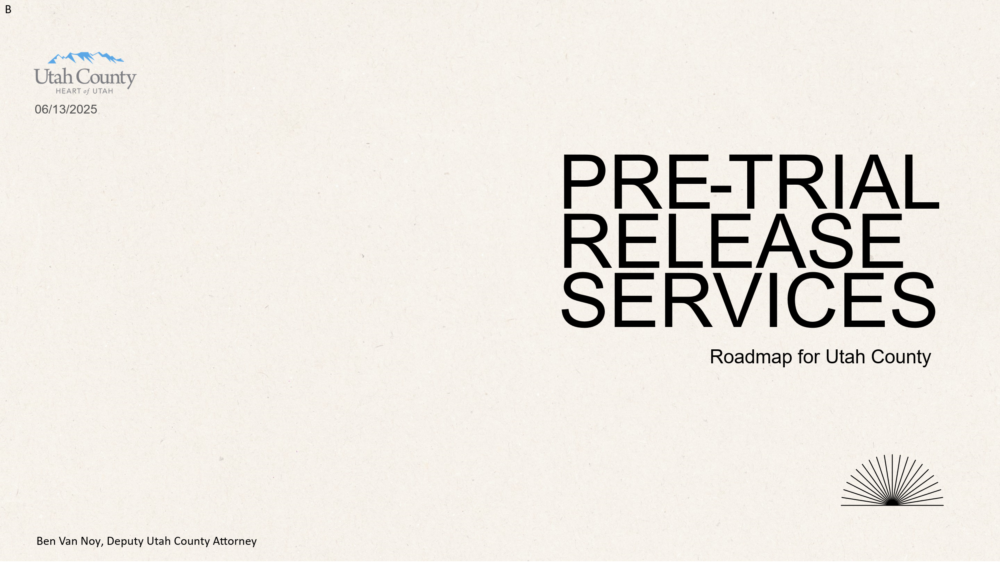 B
Utah County
HEART of UTAH
06/13/2025
PRE-TRIAL
RELEASE
SERVICES
Roadmap for Utah County
Ben Van Noy, Deputy Utah County Attorney